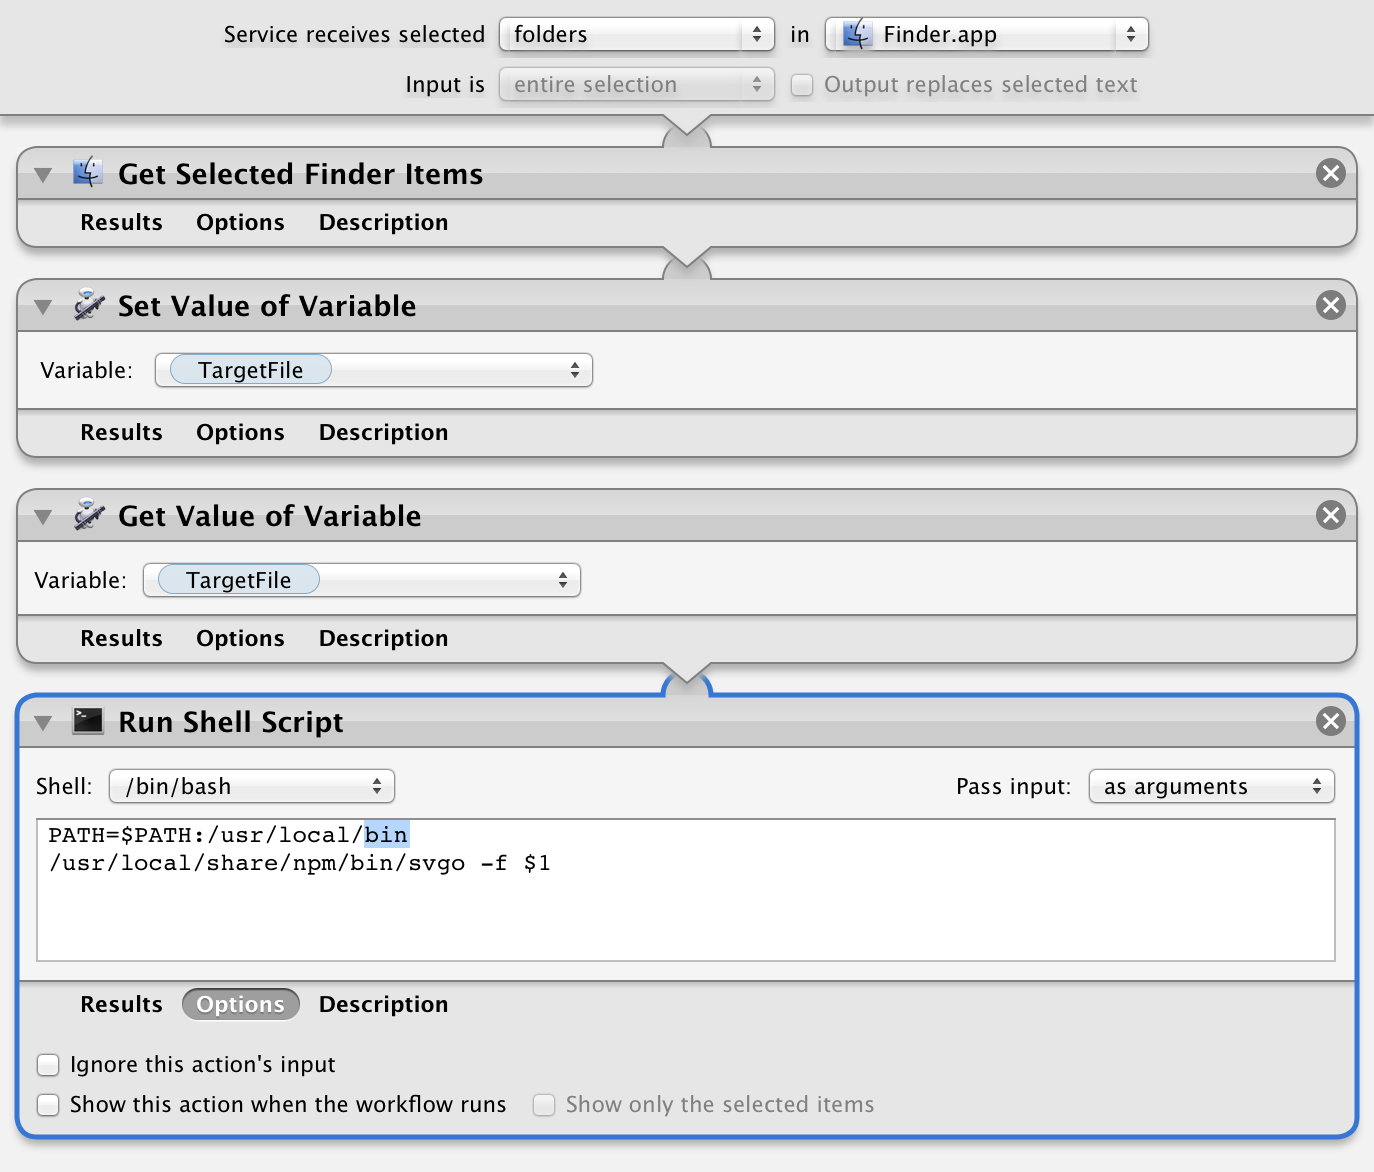 Service receives selected folders in Finder.app
Input is entire selection Output replaces selected text
Get Selected Finder Items
Results Options Description
Set Value of Variable
Variable: TargetFile
Results Options Description
Get Value of Variable
Variable: TargetFile
Results Options Description
Run Shell Script
Shell: /bin/bash Pass input: as arguments
PATH=$PATH:/usr/local/bin
/usr/local/share/npm/bin/svgo -f $1
Results Options Description
Ignore this action's input
Show this action when the workflow runs Show only the selected items